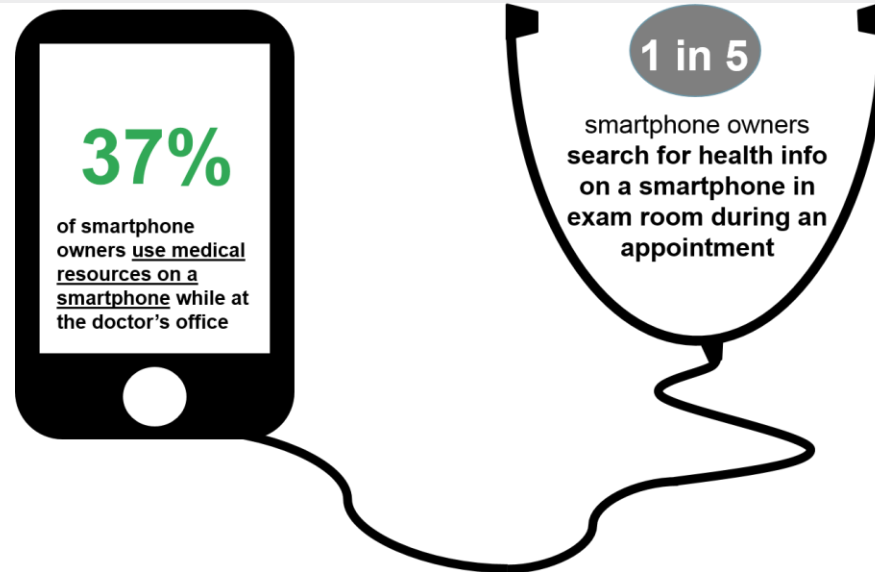 37%
of smartphone
owners use medical
resources on a
smartphone while at
the doctor’s office
1 in 5
smartphone owners
search for health info
on a smartphone in
exam room during an
appointment